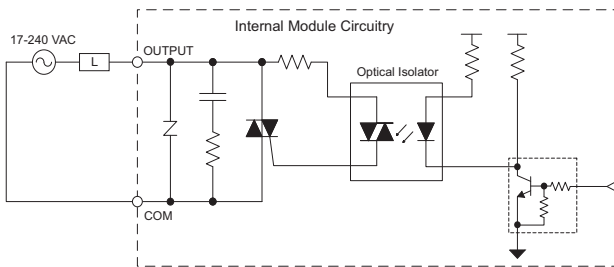 Internal Module Circuitry
17-240 VAC
OUTPUT
L
Optical Isolator
COM